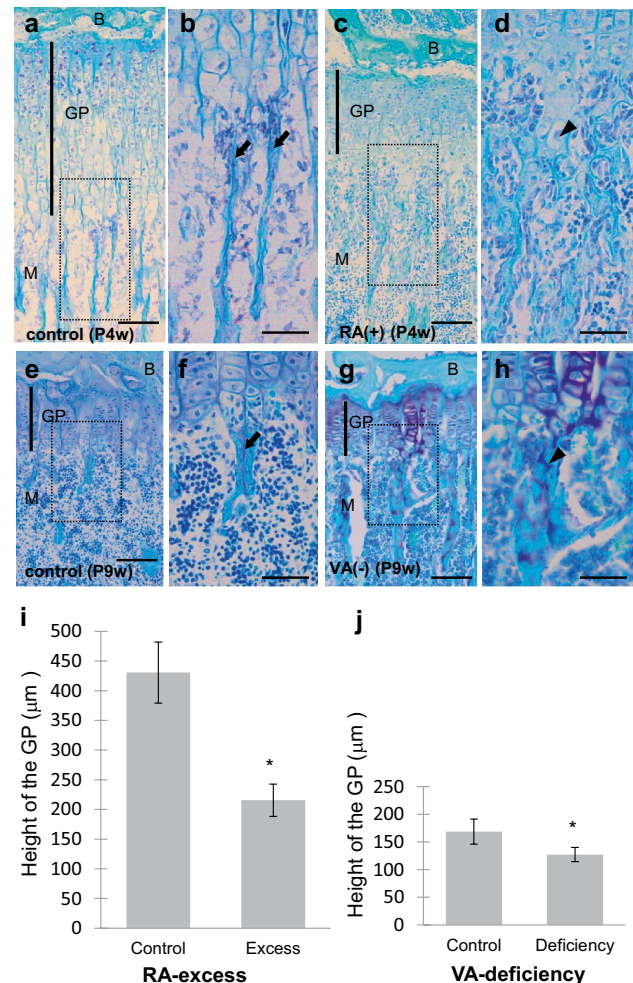 a
B
GP
M
control (P4w)
b
c
B
GP
M
RA(+) (P4w)
d
e
B
GP
M
control (P9w)
f
g
B
GP
M
VA(-) (P9w)
h
i
Height of the GP (μm)
500
450
400
350
300
250
200
150
100
50
0
*
Control Excess
RA-excess
j
Height of the GP (μm)
250
200
150
100
50
0
*
Control Deficiency
VA-deficiency